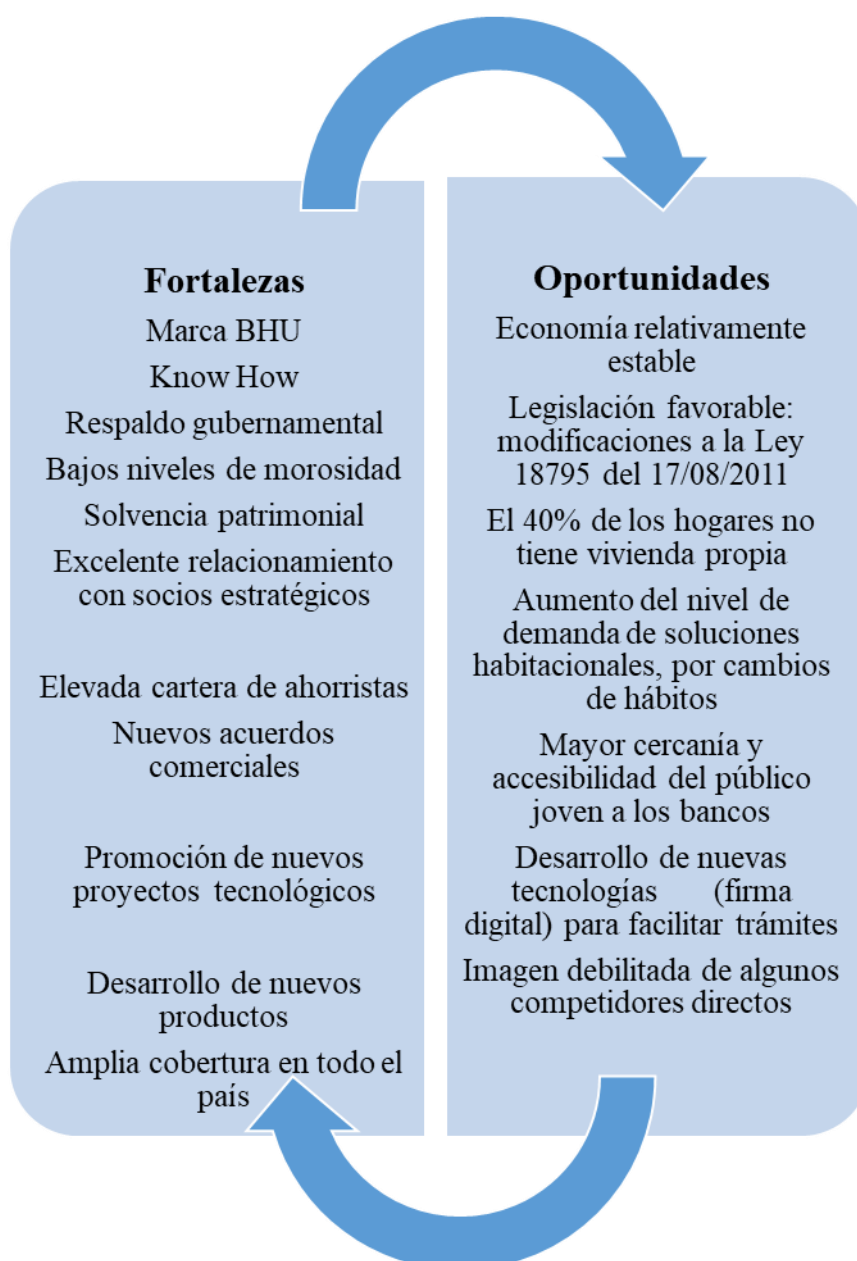 Fortalezas
Marca BHU
Know How
Respaldo gubernamental
Bajos niveles de morosidad
Solvencia patrimonial
Excelente relacionamiento
con socios estratégicos
Elevada cartera de ahorristas
Nuevos acuerdos
comerciales
Promoción de nuevos
proyectos tecnológicos
Desarrollo de nuevos
productos
Amplia cobertura en todo el
país
Oportunidades
Economía relativamente
estable
Legislación favorable:
modificaciones a la Ley
18795 del 17/08/2011
El 40% de los hogares no
tiene vivienda propia
Aumento del nivel de
demanda de soluciones
habitacionales, por cambios
de hábitos
Mayor cercanía y
accesibilidad del público
joven a los bancos
Desarrollo de nuevas
tecnologías (firma
digital) para facilitar trámites
Imagen debilitada de algunos
competidores directos